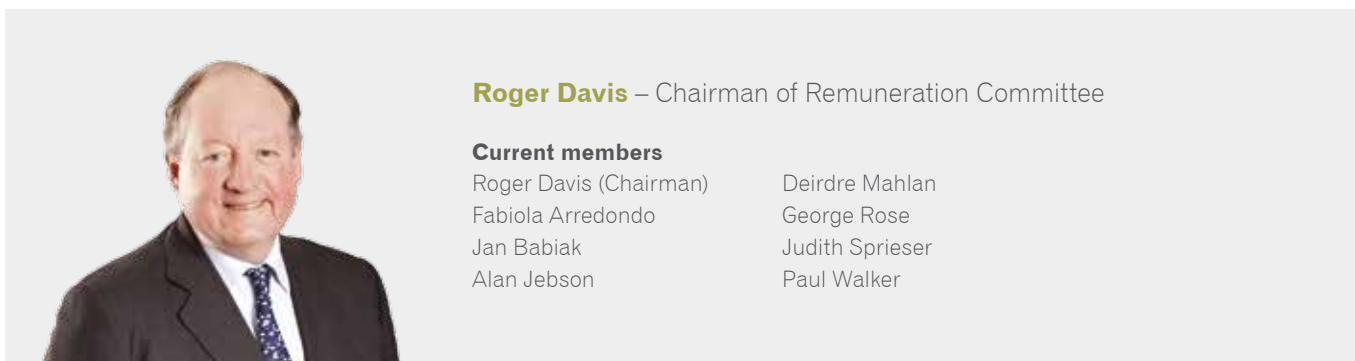 Roger Davis – Chairman of Remuneration Committee
Current members
Roger Davis (Chairman)
Fabiola Arredondo
Jan Babiak
Alan Jebson
Deirdre Mahlan
George Rose
Judith Sprieser
Paul Walker